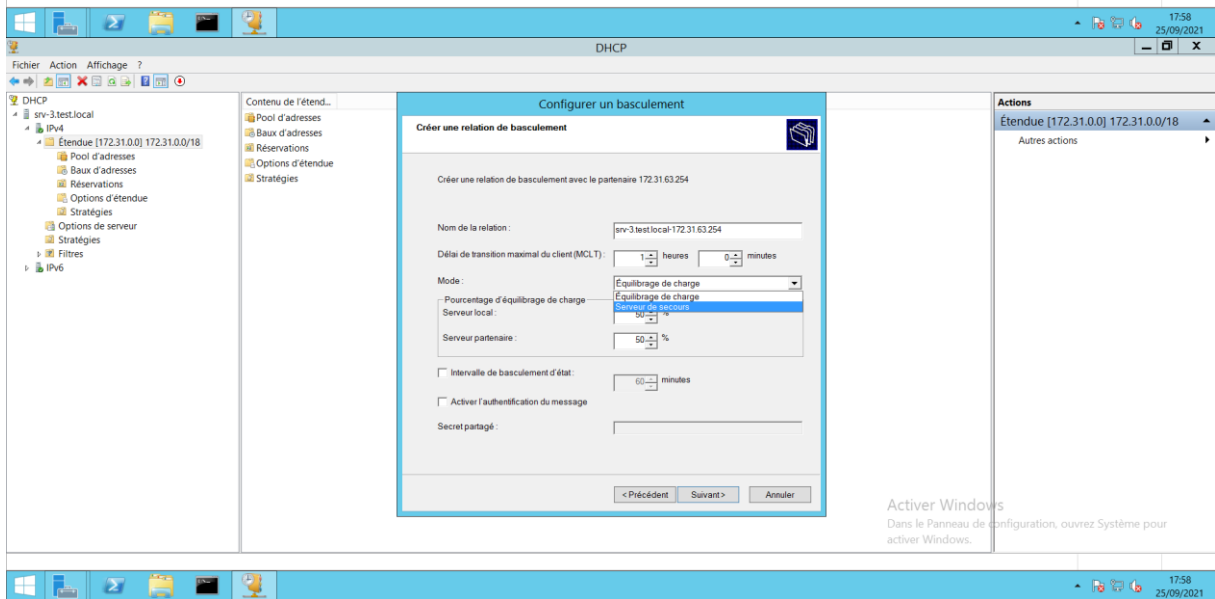 17:58
25/09/2021
DHCP
Fichier Action Affichage ?
DHCP
srv-3.test.local
IPv4
Étendue [172.31.0.0] 172.31.0.0/18
Pool d'adresses
Baux d'adresses
Réservations
Options d'étendue
Stratégies
Options de serveur
Stratégies
Filtres
IPv6
Contenu de l'étend...
Pool d'adresses
Baux d'adresses
Réservations
Options d'étendue
Stratégies
Configurer un basculement
Créer une relation de basculement
Créer une relation de basculement avec le partenaire 172.31.63.254
Nom de la relation : srv-3.test.local-172.31.63.254
Délai de transition maximal du client (MCLT) : 1 heures 0 minutes
Mode : Équilibrage de charge
Équilibrage de charge
Serveur de secours
Pourcentage d'équilibrage de charge
Serveur local : 50 %
Serveur partenaire : 50 %
Intervalle de basculement d'état : 60 minutes
Activer l'authentification du message
Secret partagé :
< Précédent Suivant > Annuler
Actions
Étendue [172.31.0.0] 172.31.0.0/18
Autres actions
Activer Windows
Dans le Panneau de configuration, ouvrez Système pour
activer Windows.
17:58
25/09/2021